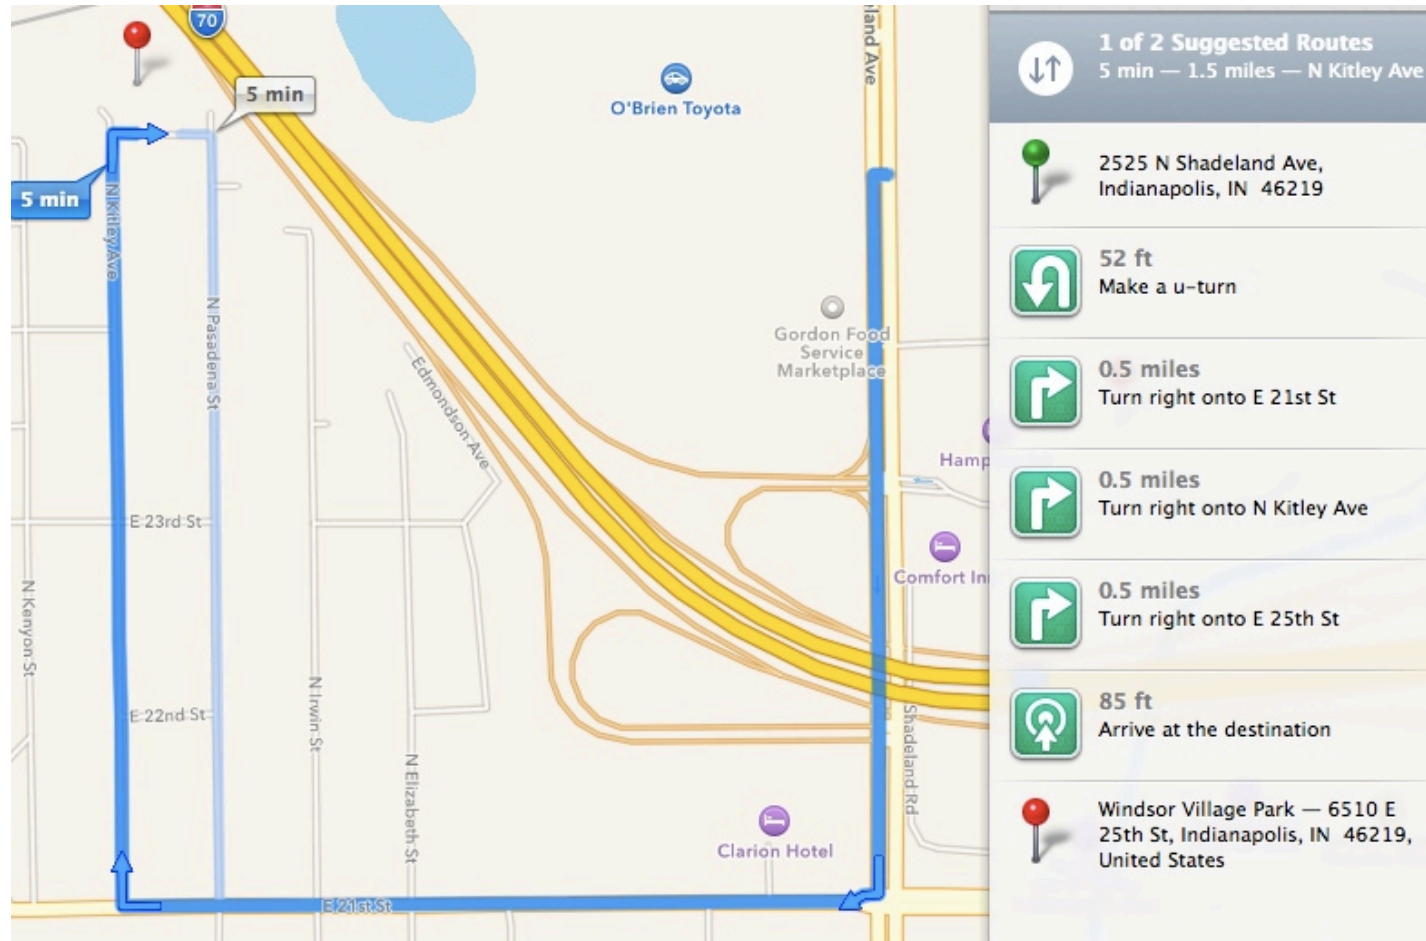 70
5 min
5 min
N Kitley Ave
N Pasadena St
Edmondson Ave
E 23rd St
E 22nd St
N Kenyon St
N Irwin St
N Elizabeth St
E 21st St
O'Brien Toyota
eland Ave
Gordon Food
Service
Marketplace
Hamp
Comfort Inn
Shadeland Rd
Clarion Hotel
1 of 2 Suggested Routes
5 min — 1.5 miles — N Kitley Ave
2525 N Shadeland Ave,
Indianapolis, IN 46219
52 ft
Make a u-turn
0.5 miles
Turn right onto E 21st St
0.5 miles
Turn right onto N Kitley Ave
0.5 miles
Turn right onto E 25th St
85 ft
Arrive at the destination
Windsor Village Park — 6510 E
25th St, Indianapolis, IN 46219,
United States